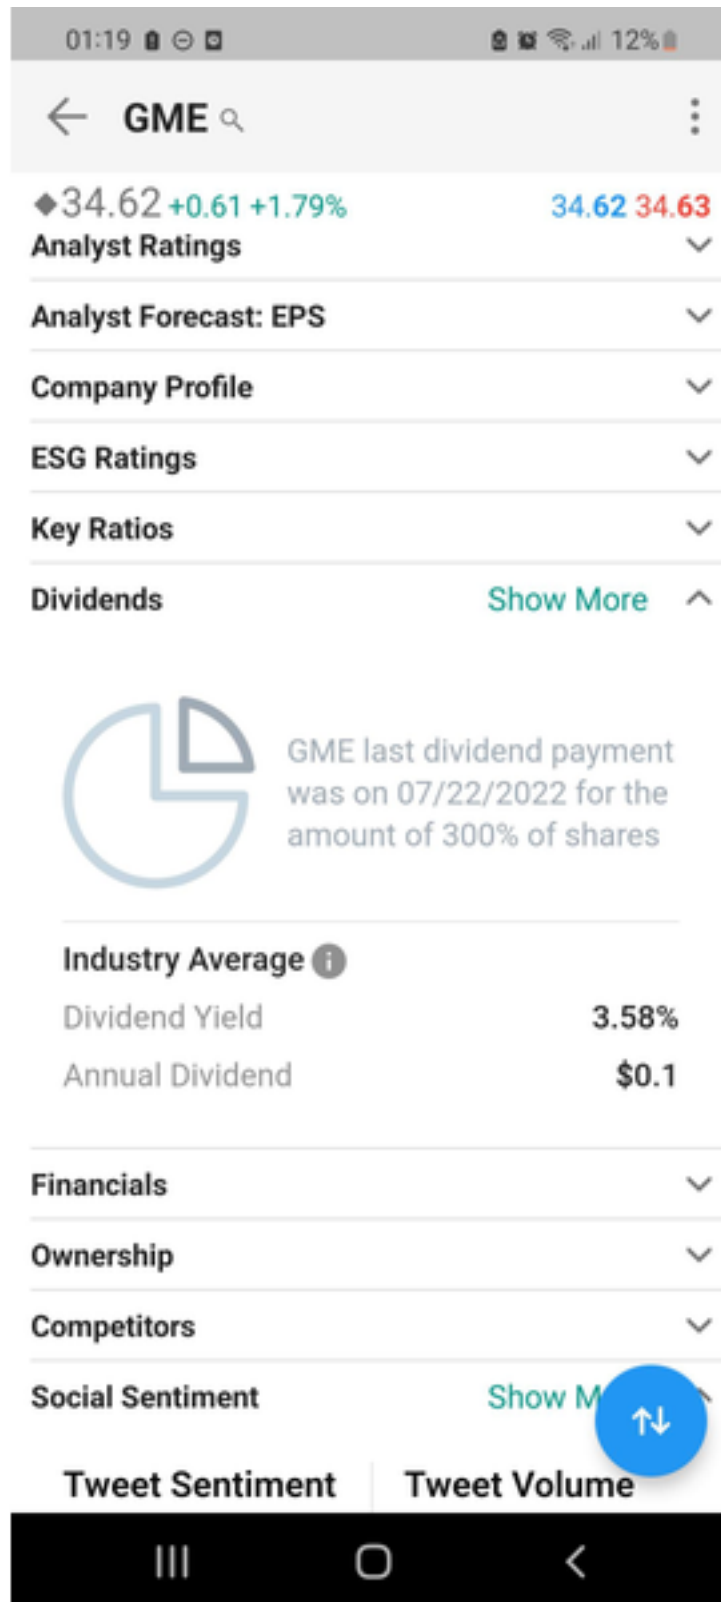 01:19
12%
GME
34.62 +0.61 +1.79% 34.62 34.63
Analyst Ratings
Analyst Forecast: EPS
Company Profile
ESG Ratings
Key Ratios
Dividends Show More
GME last dividend payment
was on 07/22/2022 for the
amount of 300% of shares
Industry Average
Dividend Yield 3.58%
Annual Dividend $0.1
Financials
Ownership
Competitors
Social Sentiment Show M
Tweet Sentiment Tweet Volume